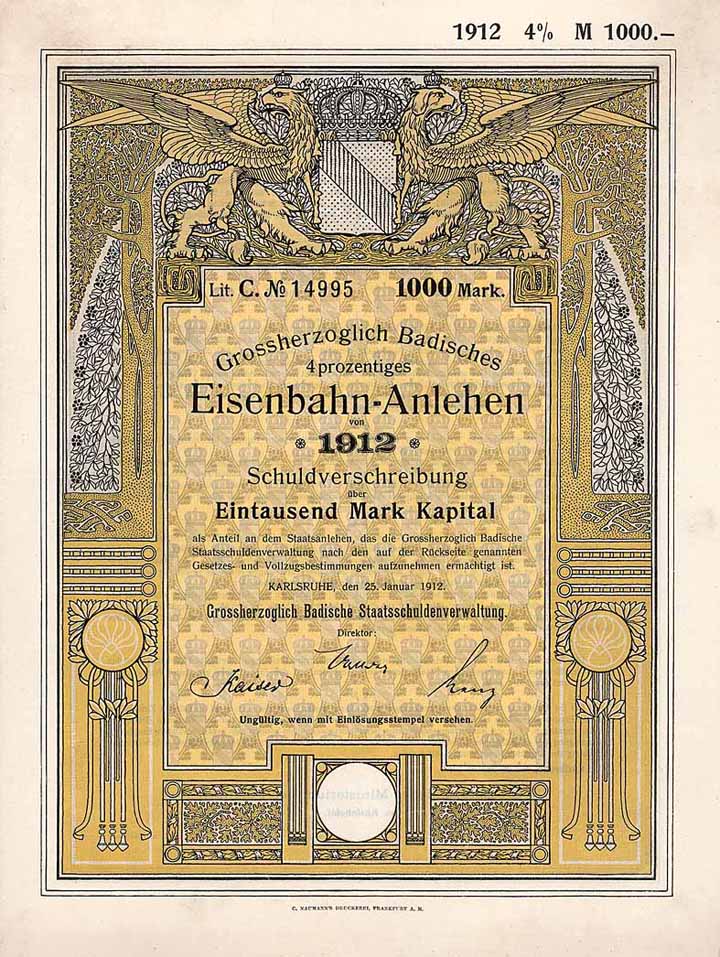 1912 4% M 1000.–
Lit. C. № 14995 1000 Mark.
Grossherzoglich Badisches
4prozentiges
Eisenbahn-Anlehen
von
1912
Schuldverschreibung
über
Eintausend Mark Kapital
als Anteil an dem Staatsanlehen, das die Grossherzoglich Badische
Staatsschuldenverwaltung nach den auf der Rückseite genannten
Gesetzes- und Vollzugsbestimmungen aufzunehmen ermächtigt ist.
KARLSRUHE, den 25. Januar 1912.
Grossherzoglich Badische Staatsschuldenverwaltung.
Direktor:
Kaiser
Ungültig, wenn mit Einlösungsstempel versehen.
C. NAUMANN'S DRUCKEREI, FRANKFURT A. M.